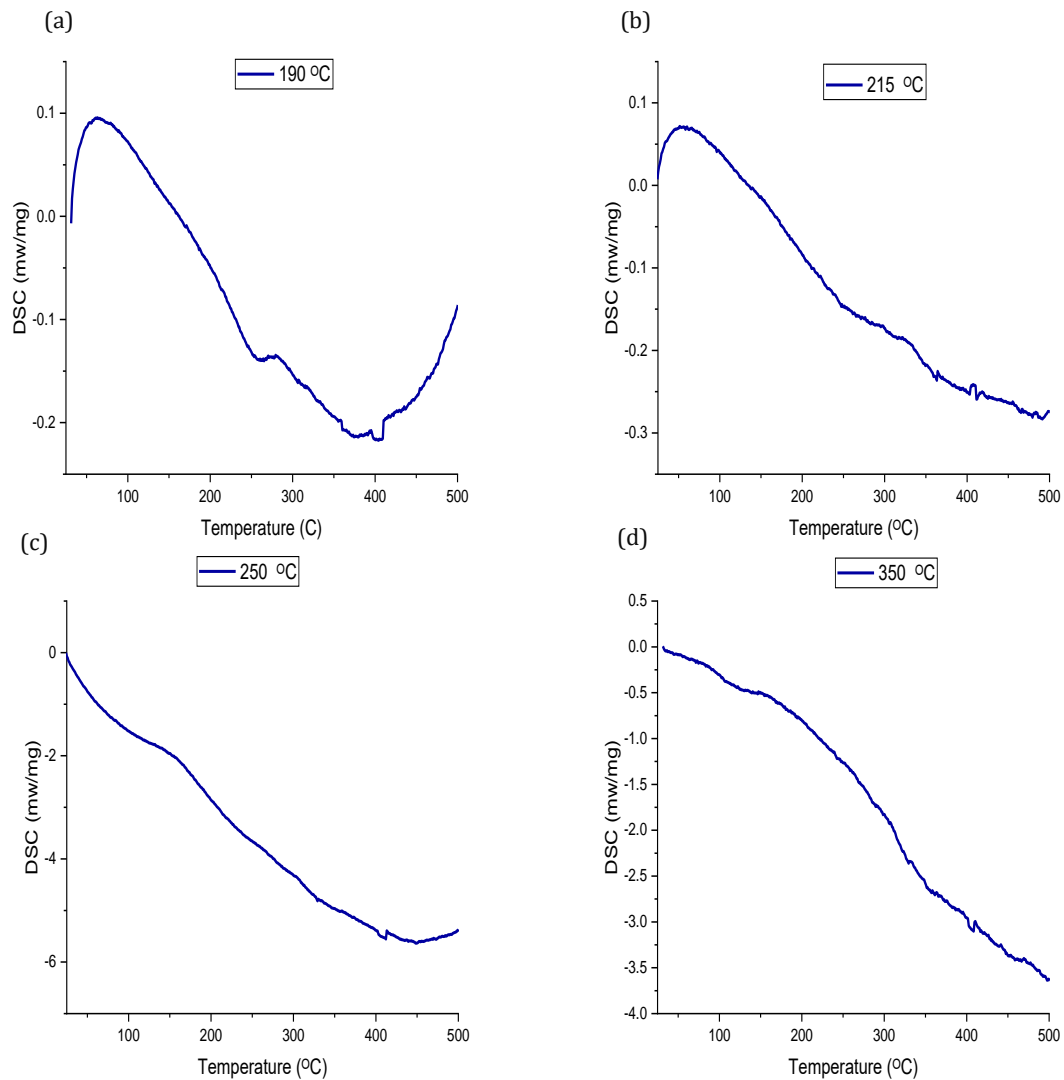 (a)
190 ºC
DSC (mw/mg)
0.1
0.0
-0.1
-0.2
100 200 300 400 500
Temperature (C)
(b)
215 ºC
DSC (mw/mg)
0.1
0.0
-0.1
-0.2
-0.3
100 200 300 400 500
Temperature (ºC)
(c)
250 ºC
DSC (mw/mg)
0
-2
-4
-6
100 200 300 400 500
Temperature (ºC)
(d)
350 ºC
DSC (mw/mg)
0.5
0.0
-0.5
-1.0
-1.5
-2.0
-2.5
-3.0
-3.5
-4.0
100 200 300 400 500
Temperature (ºC)